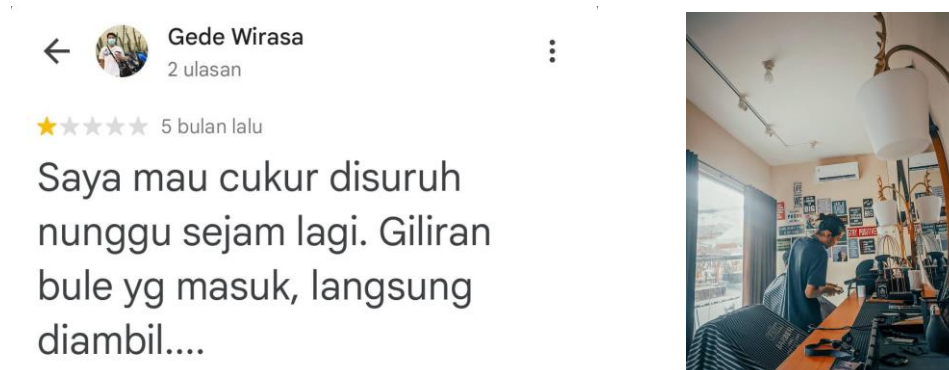 Gede Wirasa
2 ulasan
5 bulan lalu
Saya mau cukur disuruh
nunggu sejam lagi. Giliran
bule yg masuk, langsung
diambil....